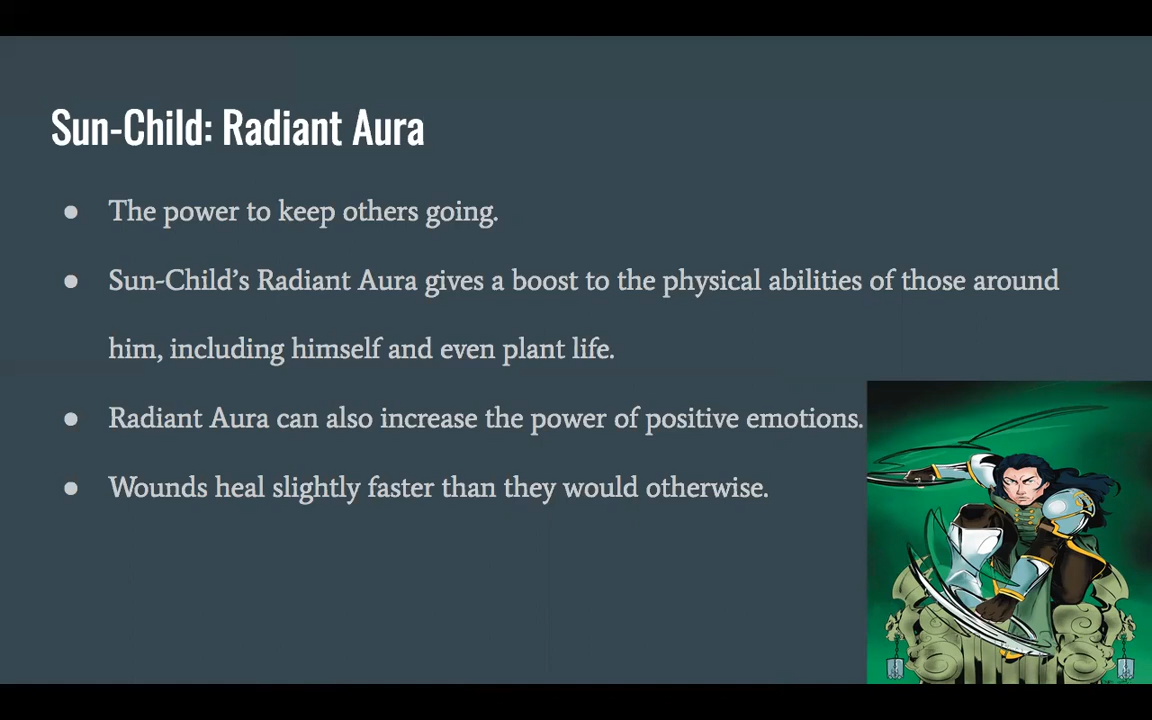 Sun-Child: Radiant Aura
● The power to keep others going.
● Sun-Child’s Radiant Aura gives a boost to the physical abilities of those around
him, including himself and even plant life.
● Radiant Aura can also increase the power of positive emotions.
● Wounds heal slightly faster than they would otherwise.